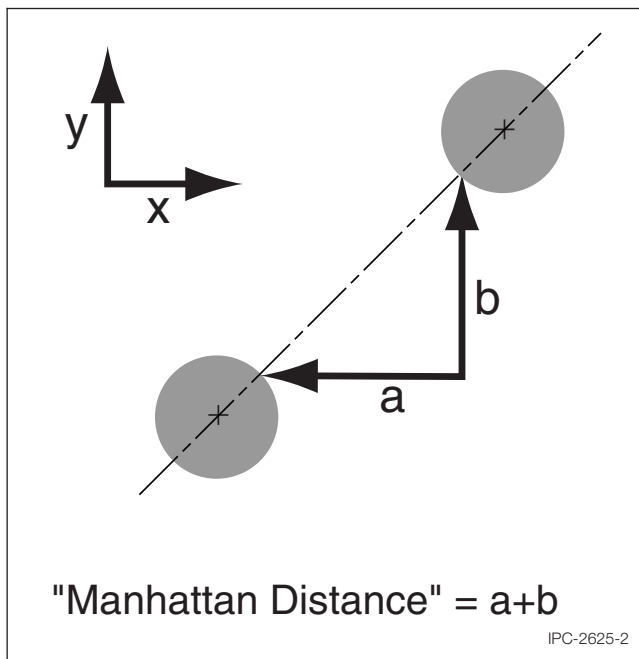 y
x
b
a
"Manhattan Distance" = a+b
IPC-2625-2